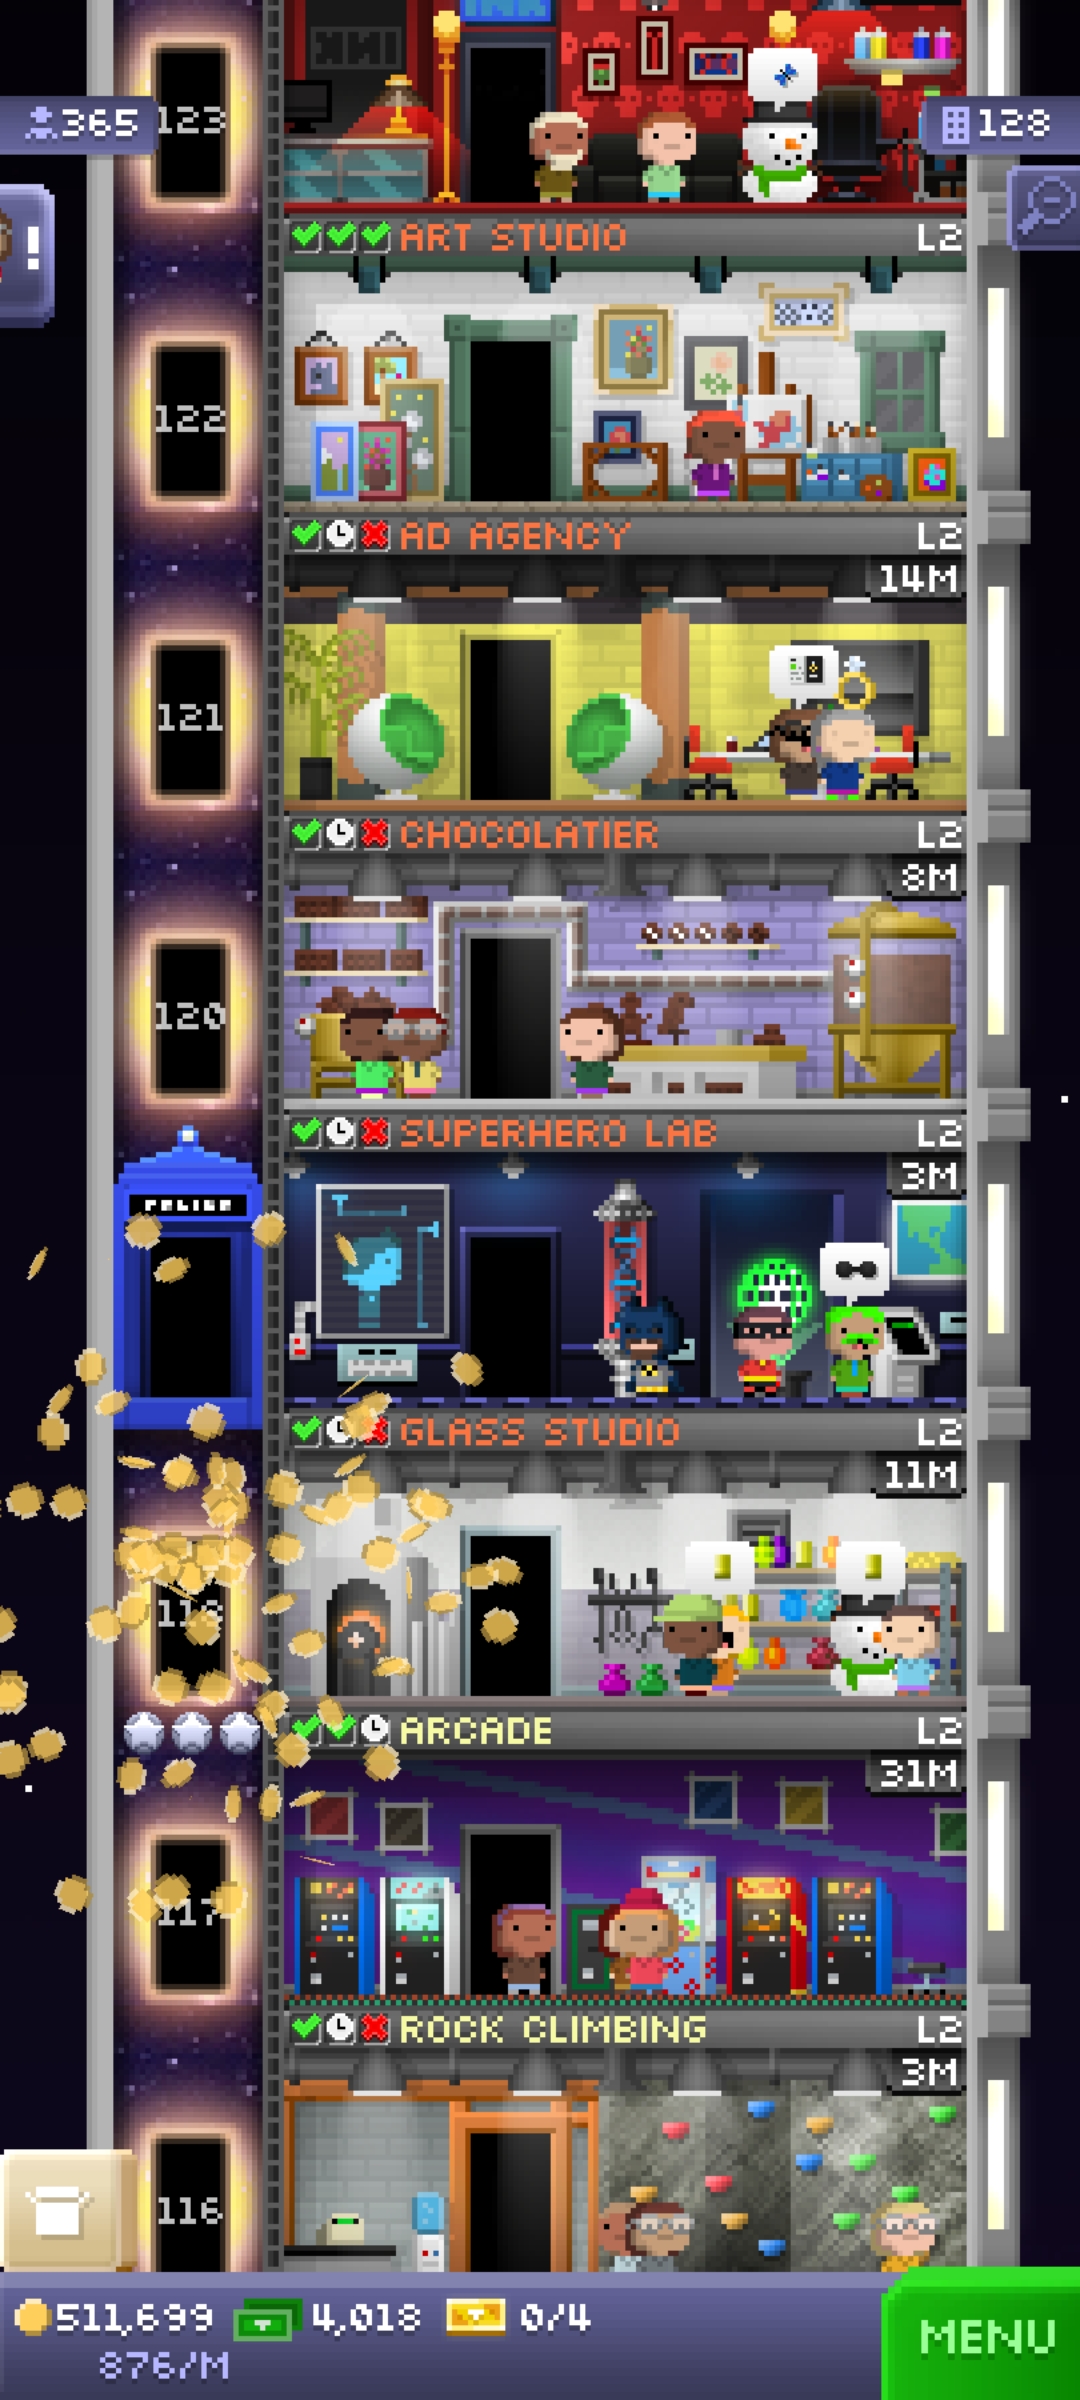 INK
INK
365
123
128
!
ART STUDIO L2
122
AD AGENCY L2
14M
121
CHOCOLATIER L2
8M
120
SUPERHERO LAB L2
3M
POLICE
GLASS STUDIO L2
11M
118
ARCADE L2
31M
117
ROCK CLIMBING L2
3M
116
511,699 4,018 0/4
876/M
MENU